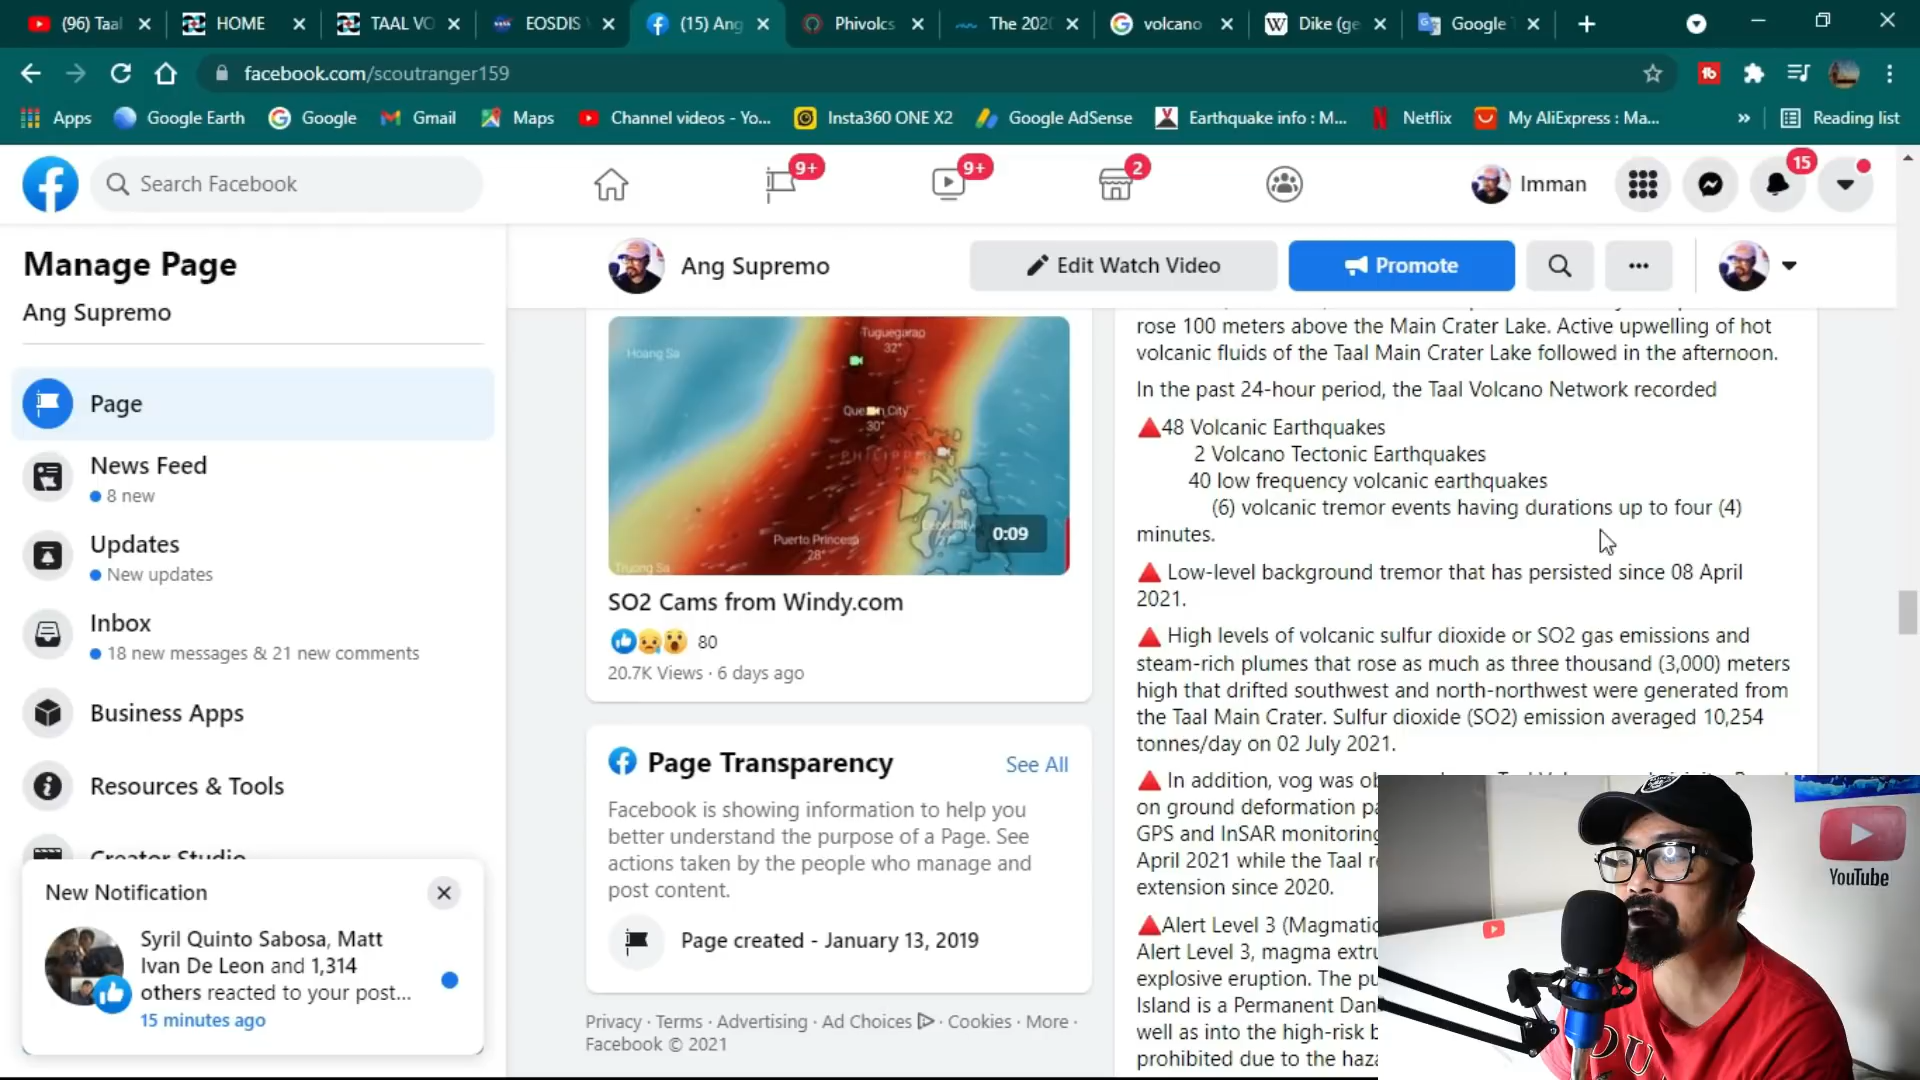 (96) Taal
HOME
TAAL VO
EOSDIS
(15) Ang
Phivolcs
The 202
volcano
Dike (ge
Google
facebook.com/scoutranger159
Apps
Google Earth
Google
Gmail
Maps
Channel videos - Yo...
Insta360 ONE X2
Google AdSense
Earthquake info : M...
Netflix
My AliExpress : Ma...
Reading list
Search Facebook
9+
9+
2
Imman
15
Manage Page
Ang Supremo
Page
News Feed
8 new
Updates
New updates
Inbox
18 new messages & 21 new comments
Business Apps
Resources & Tools
Creator Studio
New Notification
Syril Quinto Sabosa, Matt
Ivan De Leon and 1,314
others reacted to your post...
15 minutes ago
Ang Supremo
Edit Watch Video
Promote
Hoang Sa
Tuguegarao
32°
Quezon City
30°
PHILIPPI
Puerto Princesa
28°
Truong Sa
0:09
SO2 Cams from Windy.com
80
20.7K Views · 6 days ago
Page Transparency
See All
Facebook is showing information to help you
better understand the purpose of a Page. See
actions taken by the people who manage and
post content.
Page created - January 13, 2019
Privacy · Terms · Advertising · Ad Choices · Cookies · More ·
Facebook © 2021
rose 100 meters above the Main Crater Lake. Active upwelling of hot
volcanic fluids of the Taal Main Crater Lake followed in the afternoon.
In the past 24-hour period, the Taal Volcano Network recorded
🔺48 Volcanic Earthquakes
2 Volcano Tectonic Earthquakes
40 low frequency volcanic earthquakes
(6) volcanic tremor events having durations up to four (4)
minutes.
🔺 Low-level background tremor that has persisted since 08 April
2021.
🔺 High levels of volcanic sulfur dioxide or SO2 gas emissions and
steam-rich plumes that rose as much as three thousand (3,000) meters
high that drifted southwest and north-northwest were generated from
the Taal Main Crater. Sulfur dioxide (SO2) emission averaged 10,254
tonnes/day on 02 July 2021.
🔺 In addition, vog was ob
on ground deformation pa
GPS and InSAR monitoring
April 2021 while the Taal r
extension since 2020.
🔺Alert Level 3 (Magmatic
Alert Level 3, magma extru
explosive eruption. The pu
Island is a Permanent Dan
well as into the high-risk b
prohibited due to the haza
YouTube